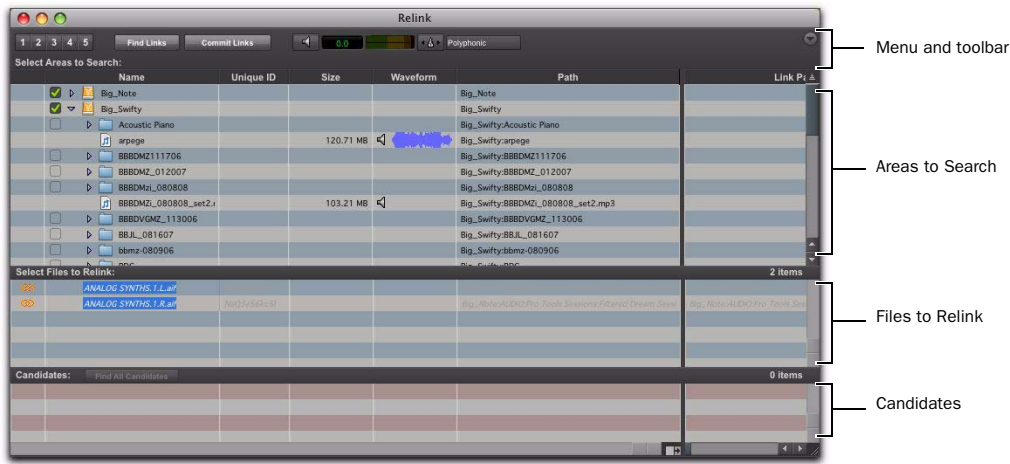 Relink
1 2 3 4 5 Find Links Commit Links 0.0 Polyphonic
Select Areas to Search:
Name Unique ID Size Waveform Path Link Pa
Big_Note Big_Note
Big_Swifty Big_Swifty
Acoustic Piano Big_Swifty:Acoustic Piano
arpege 120.71 MB Big_Swifty:arpege
BBBDMZ111706 Big_Swifty:BBBDMZ111706
BBBDMZ_012007 Big_Swifty:BBBDMZ_012007
BBBDMZi_080808 Big_Swifty:BBBDMZi_080808
BBBDMZi_080808_set2.i 103.21 MB Big_Swifty:BBBDMZi_080808_set2.mp3
BBBDVGMZ_113006 Big_Swifty:BBBDVGMZ_113006
BBJL_081607 Big_Swifty:BBJL_081607
bbmz-080906 Big_Swifty:bbmz-080906
Select Files to Relink: 2 items
ANALOG SYNTHS.1.L.aif
ANALOG SYNTHS.1.R.aif
Candidates: Find All Candidates 0 items
Menu and toolbar
Areas to Search
Files to Relink
Candidates